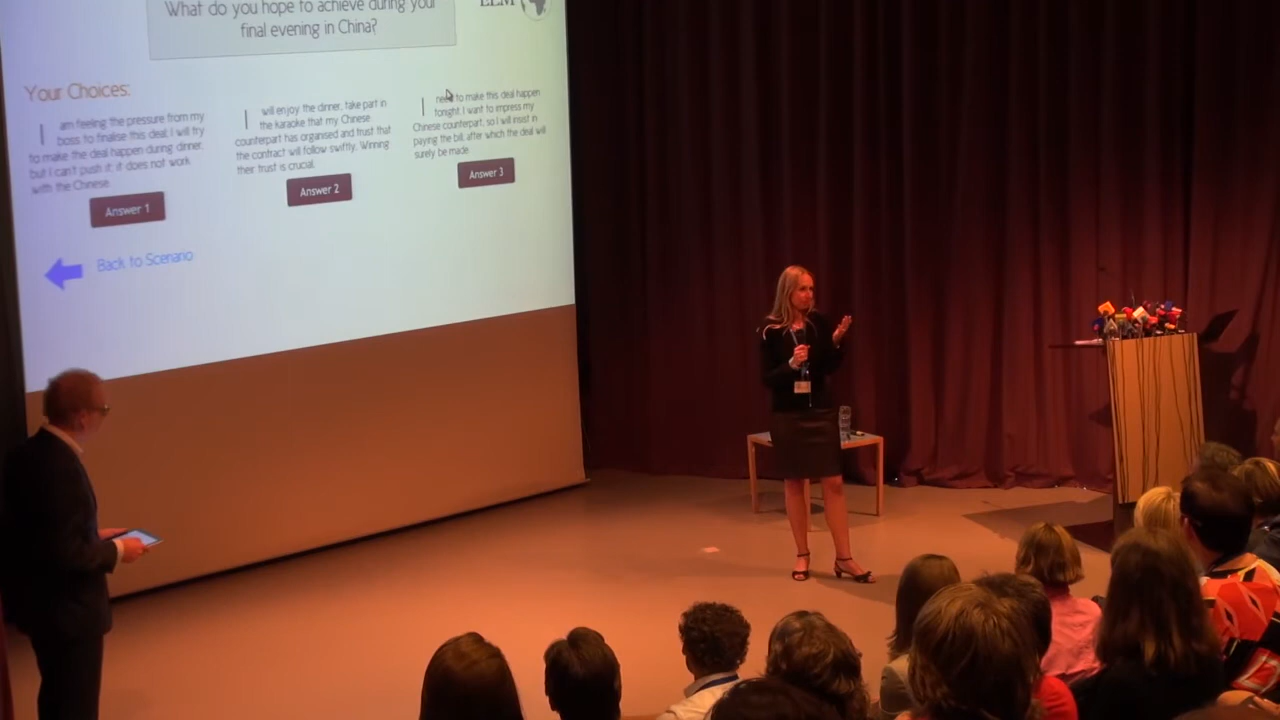 What do you hope to achieve during your
final evening in China?
ELM
Your Choices:
I am feeling the pressure from my
boss to finalise this deal. I will try
to make the deal happen during dinner,
but I can't push it: it does not work
with the Chinese.
Answer 1
I will enjoy the dinner, take part in
the karaoke that my Chinese
counterpart has organised and trust that
the contract will follow swiftly. Winning
their trust is crucial.
Answer 2
I need to make this deal happen
tonight. I want to impress my
Chinese counterpart, so I will insist in
paying the bill, after which the deal will
surely be made.
Answer 3
Back to Scenario